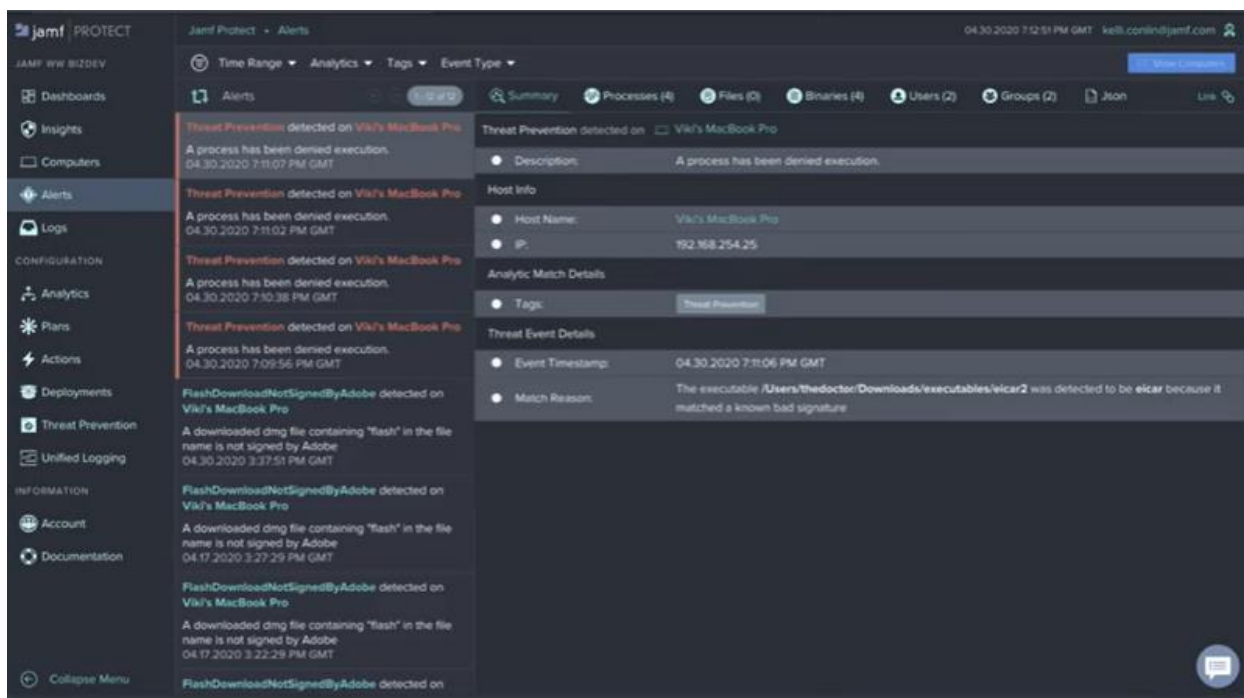 jamf PROTECT
Jamf Protect • Alerts
04.30.2020 7:12:51 PM GMT kelli.conlin@jamf.com
JAMF WW BIZDEV
Time Range Analytics Tags Event Type
View Computers
Dashboards
Insights
Computers
Alerts
Logs
CONFIGURATION
Analytics
Plans
Actions
Deployments
Threat Prevention
Unified Logging
INFORMATION
Account
Documentation
Collapse Menu
Alerts
Threat Prevention detected on Viki's MacBook Pro
A process has been denied execution.
04.30.2020 7:11:07 PM GMT
Threat Prevention detected on Viki's MacBook Pro
A process has been denied execution.
04.30.2020 7:11:02 PM GMT
Threat Prevention detected on Viki's MacBook Pro
A process has been denied execution.
04.30.2020 7:10:38 PM GMT
Threat Prevention detected on Viki's MacBook Pro
A process has been denied execution.
04.30.2020 7:09:56 PM GMT
FlashDownloadNotSignedByAdobe detected on
Viki's MacBook Pro
A downloaded dmg file containing "flash" in the file
name is not signed by Adobe
04.30.2020 3:37:51 PM GMT
FlashDownloadNotSignedByAdobe detected on
Viki's MacBook Pro
A downloaded dmg file containing "flash" in the file
name is not signed by Adobe
04.17.2020 3:27:29 PM GMT
FlashDownloadNotSignedByAdobe detected on
Viki's MacBook Pro
A downloaded dmg file containing "flash" in the file
name is not signed by Adobe
04.17.2020 3:22:29 PM GMT
FlashDownloadNotSignedByAdobe detected on
Summary Processes (4) Files (0) Binaries (4) Users (2) Groups (2) Json Link
Threat Prevention detected on Viki's MacBook Pro
Description: A process has been denied execution.
Host Info
Host Name: Viki's MacBook Pro
IP: 192.168.254.25
Analytic Match Details
Tags: Threat Prevention
Threat Event Details
Event Timestamp: 04.30.2020 7:11:06 PM GMT
Match Reason: The executable /Users/thedoctor/Downloads/executables/eicar2 was detected to be eicar because it
matched a known bad signature